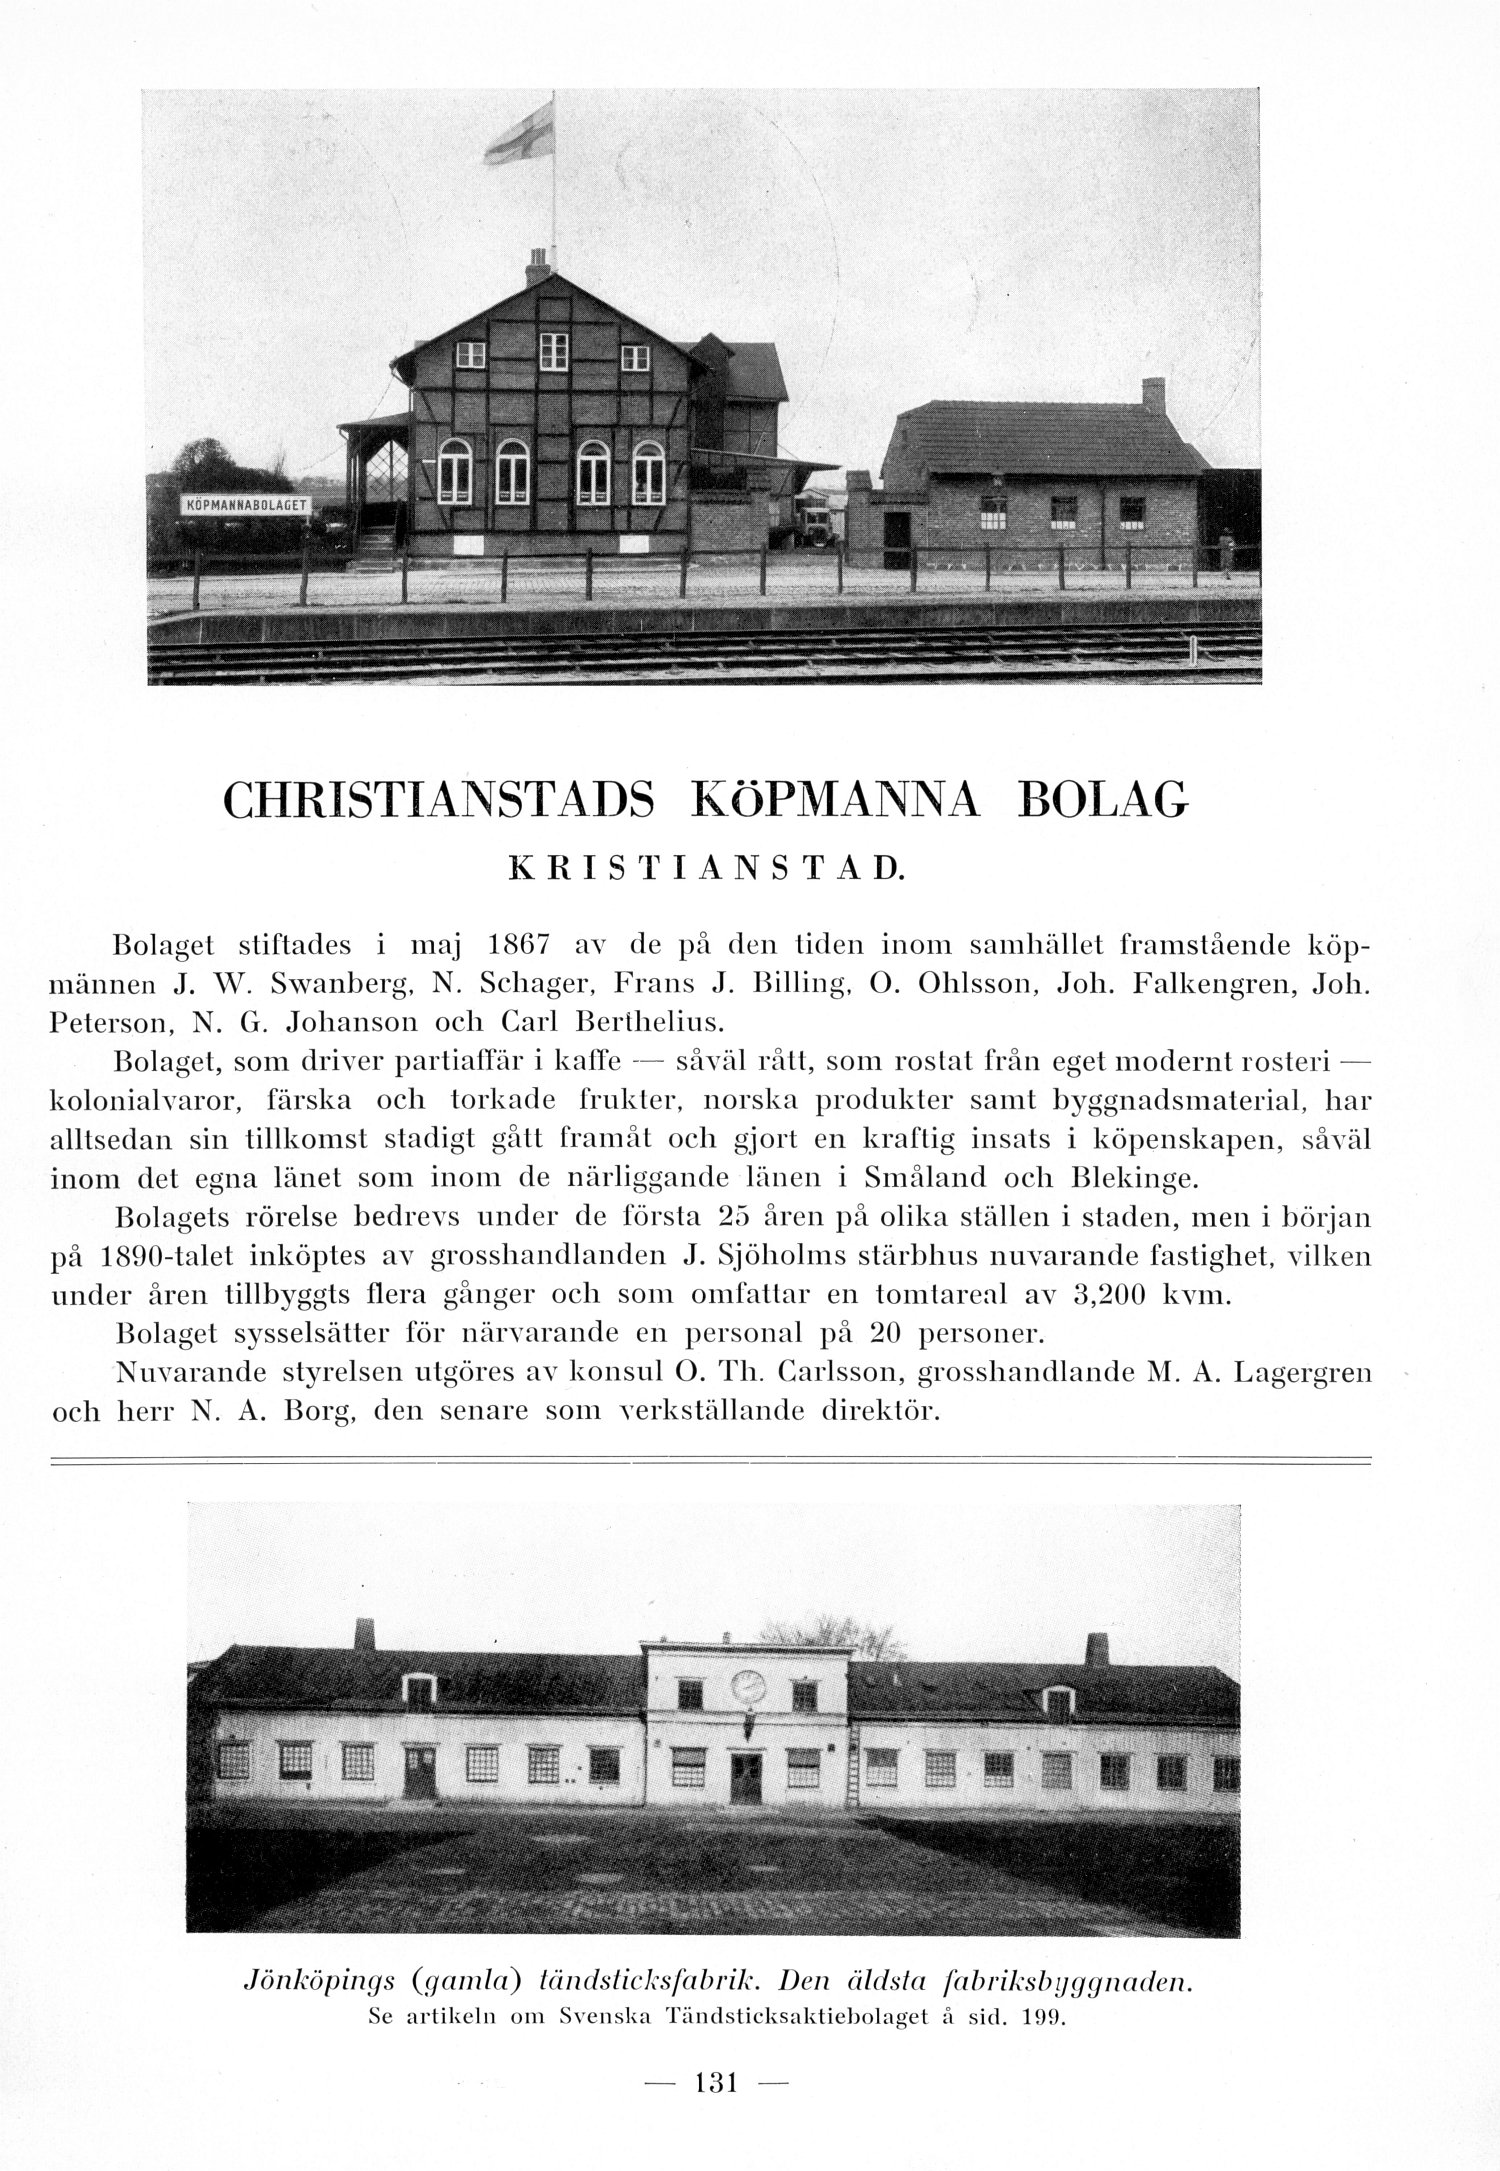 KÖPMANNABOLAGET
CHRISTIANSTADS KÖPMANNA BOLAG
KRISTIANSTAD.
Bolaget stiftades i maj 1867 av de på den tiden inom samhället framstående köp-
männen J. W. Swanberg, N. Schager, Frans J. Billing, O. Ohlsson, Joh. Falkengren, Joh.
Peterson, N. G. Johanson och Carl Berthelius.
Bolaget, som driver partiaffär i kaffe — såväl rått, som rostat från eget modernt rosteri —
kolonialvaror, färska och torkade frukter, norska produkter samt byggnadsmaterial, har
alltsedan sin tillkomst stadigt gått framåt och gjort en kraftig insats i köpenskapen, såväl
inom det egna länet som inom de närliggande länen i Småland och Blekinge.
Bolagets rörelse bedrevs under de första 25 åren på olika ställen i staden, men i början
på 1890-talet inköptes av grosshandlanden J. Sjöholms stärbhus nuvarande fastighet, vilken
under åren tillbyggts flera gånger och som omfattar en tomtareal av 3,200 kvm.
Bolaget sysselsätter för närvarande en personal på 20 personer.
Nuvarande styrelsen utgöres av konsul O. Th. Carlsson, grosshandlande M. A. Lagergren
och herr N. A. Borg, den senare som verkställande direktör.
Jönköpings (gamla) tändsticksfabrik. Den äldsta fabriksbyggnaden.
Se artikeln om Svenska Tändsticksaktiebolaget å sid. 199.
— 131 —